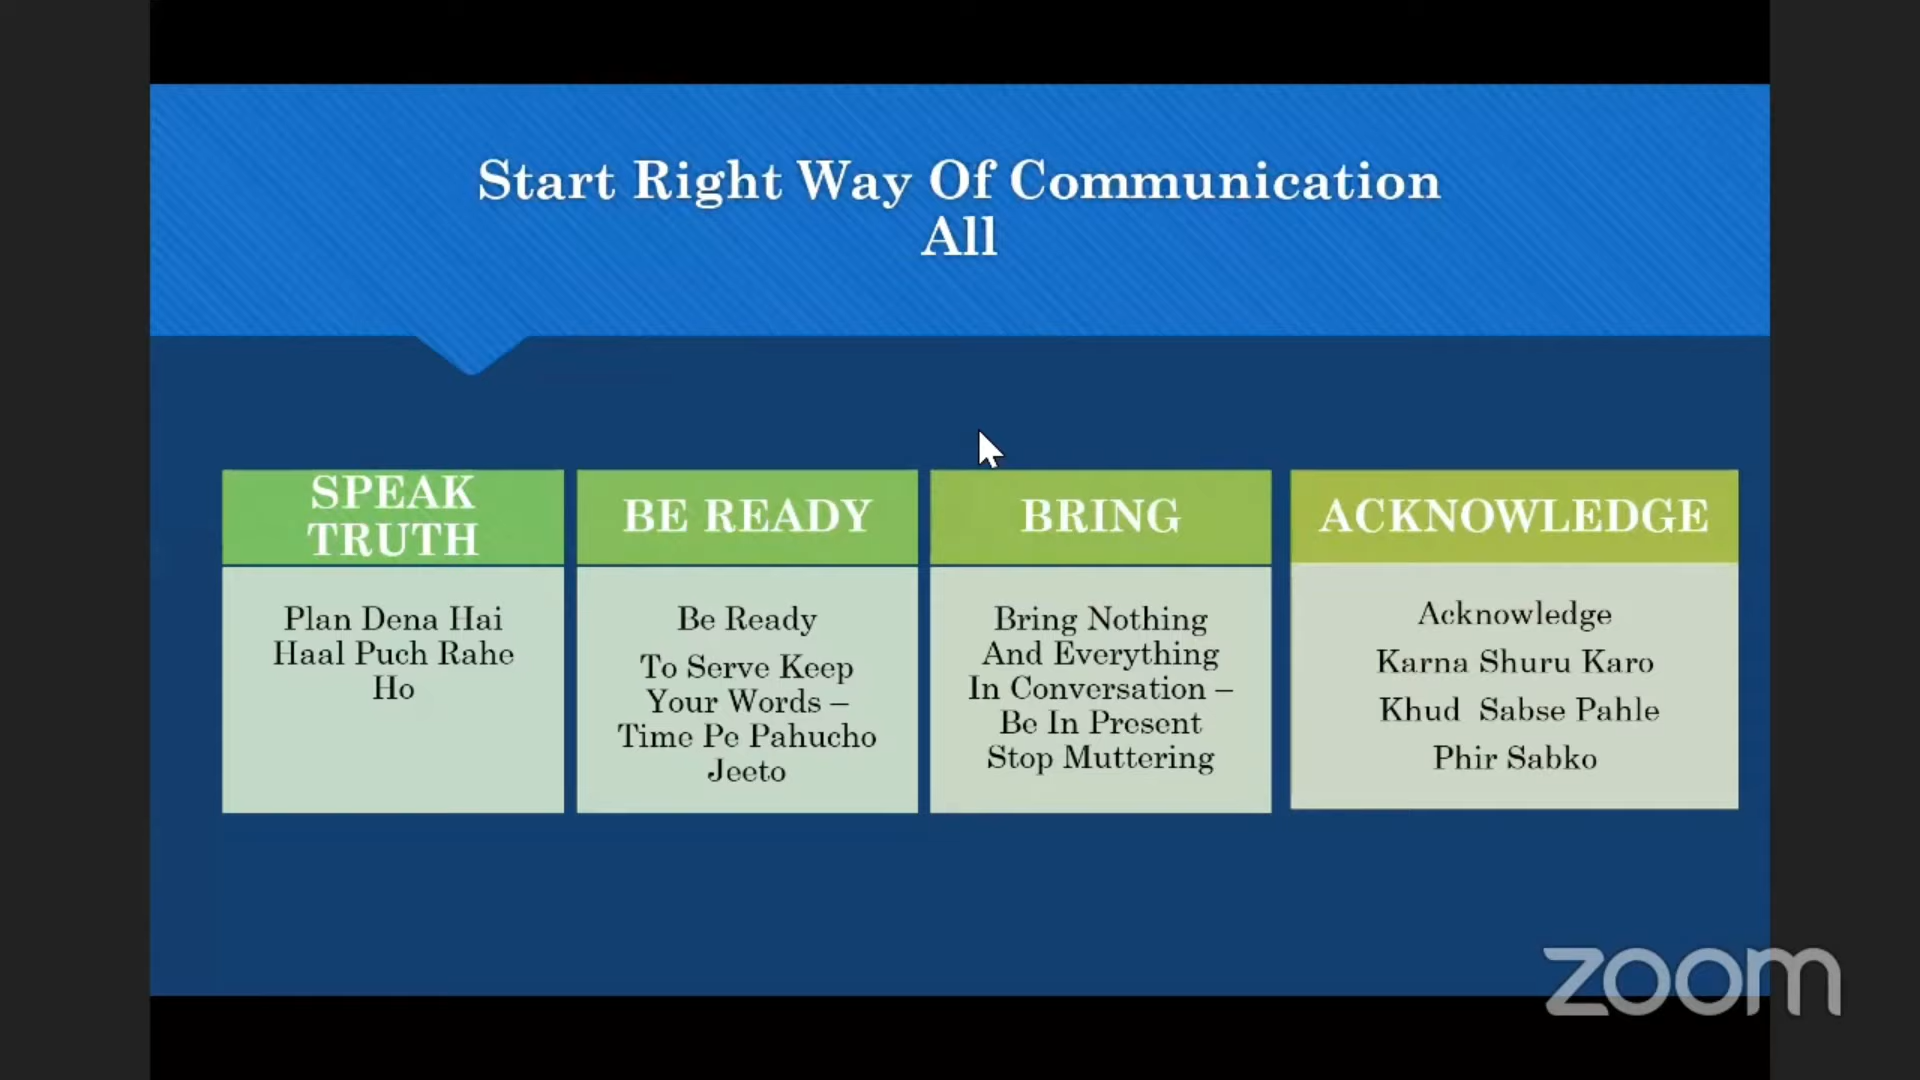 Start Right Way Of Communication
All
SPEAK
TRUTH
Plan Dena Hai
Haal Puch Rahe
Ho
BE READY
Be Ready
To Serve Keep
Your Words –
Time Pe Pahucho
Jeeto
BRING
Bring Nothing
And Everything
In Conversation –
Be In Present
Stop Muttering
ACKNOWLEDGE
Acknowledge
Karna Shuru Karo
Khud  Sabse Pahle
Phir Sabko
zoom